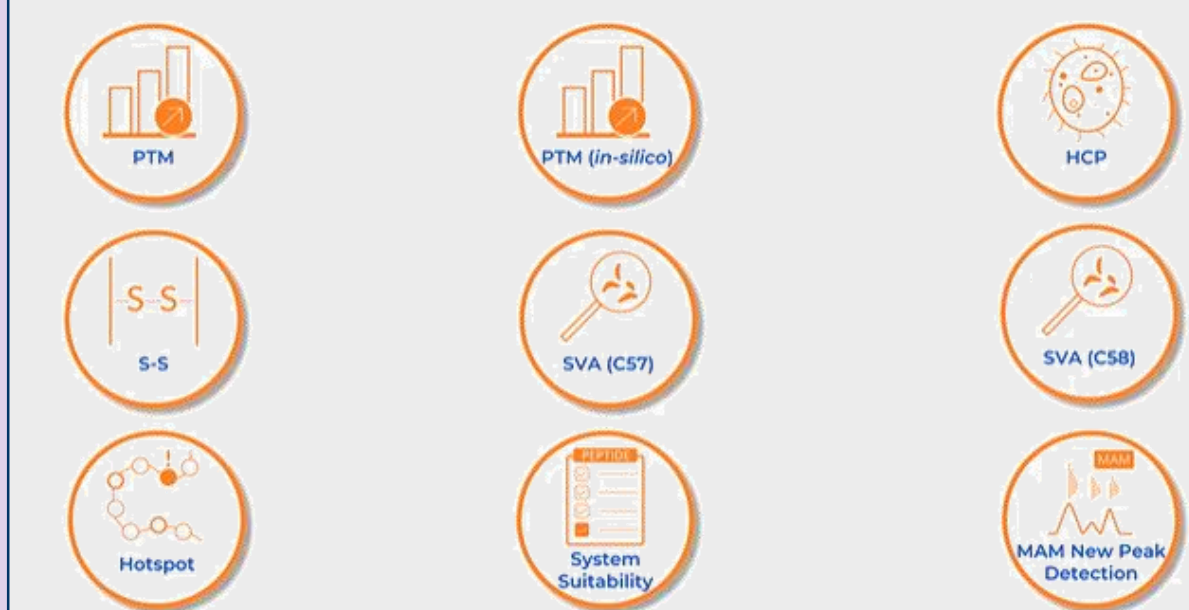 PTM
PTM (in-silico)
HCP
S-S
S-S
SVA (C57)
SVA (C58)
PEPTIDE
MAM
Hotspot
System
Suitability
MAM New Peak
Detection